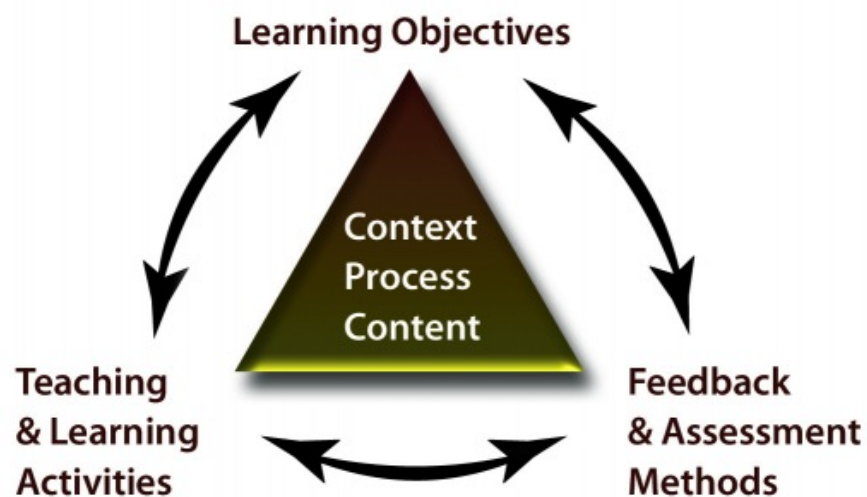 Learning Objectives
Context
Process
Content
Teaching
& Learning
Activities
Feedback
& Assessment
Methods